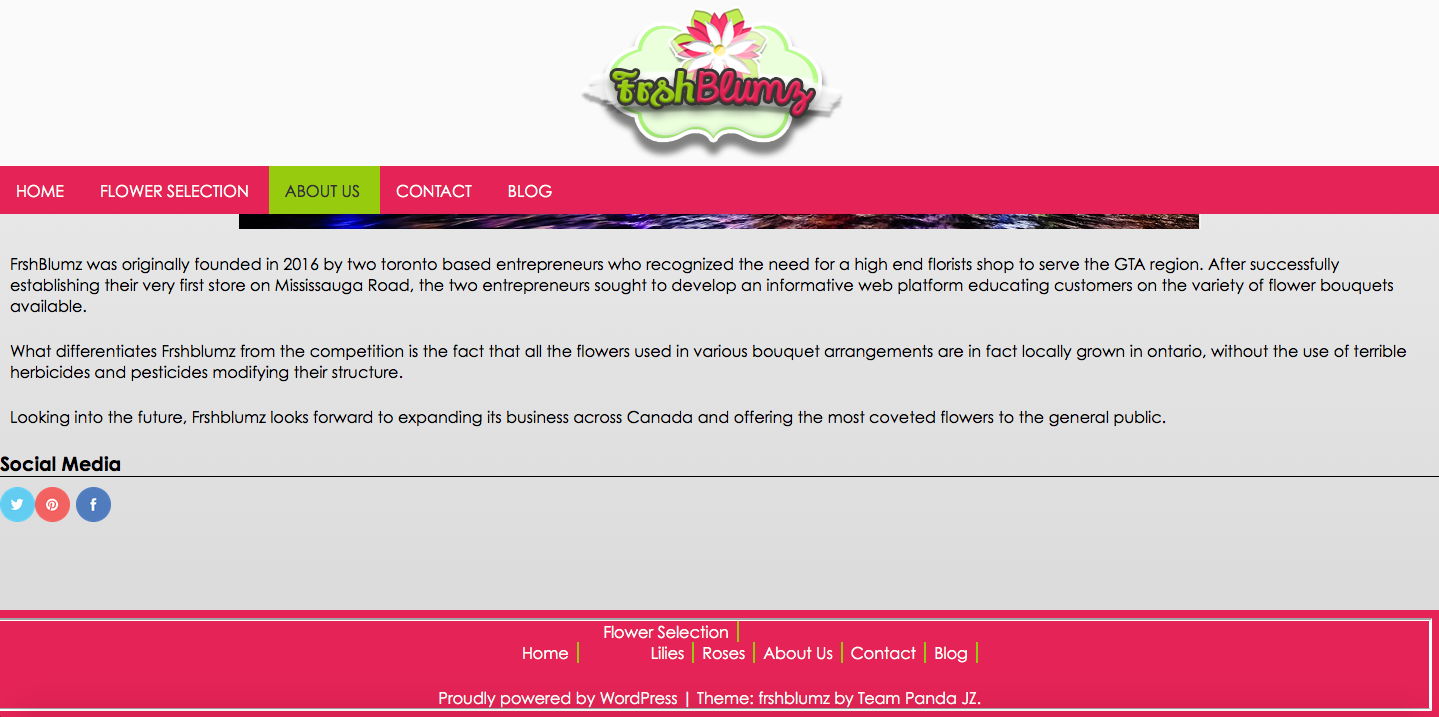 FrshBlumz
HOME FLOWER SELECTION ABOUT US CONTACT BLOG
FrshBlumz was originally founded in 2016 by two toronto based entrepreneurs who recognized the need for a high end florists shop to serve the GTA region. After successfully
establishing their very first store on Mississauga Road, the two entrepreneurs sought to develop an informative web platform educating customers on the variety of flower bouquets
available.
What differentiates Frshblumz from the competition is the fact that all the flowers used in various bouquet arrangements are in fact locally grown in ontario, without the use of terrible
herbicides and pesticides modifying their structure.
Looking into the future, Frshblumz looks forward to expanding its business across Canada and offering the most coveted flowers to the general public.
Social Media
Flower Selection
Home Lilies Roses About Us Contact Blog
Proudly powered by WordPress | Theme: frshblumz by Team Panda JZ.